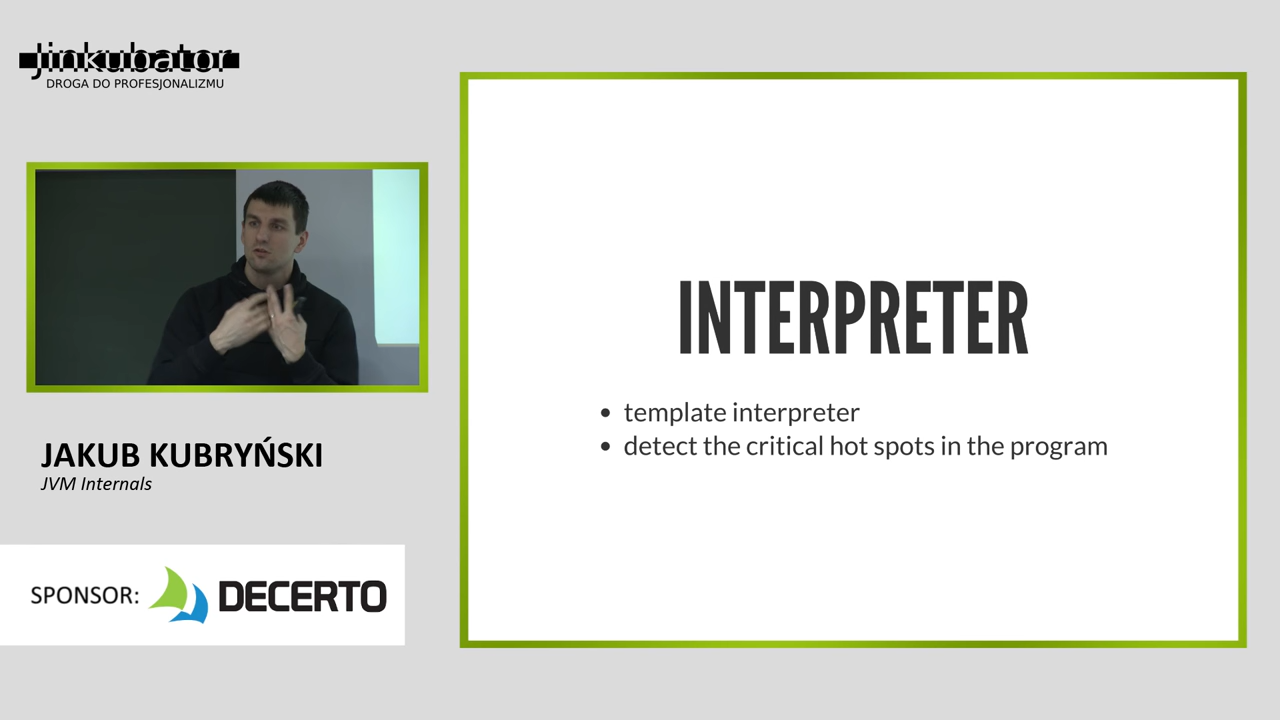 Jinkubator
DROGA DO PROFESJONALIZMU
JAKUB KUBRYŃSKI
JVM Internals
SPONSOR: DECERTO
INTERPRETER
• template interpreter
• detect the critical hot spots in the program